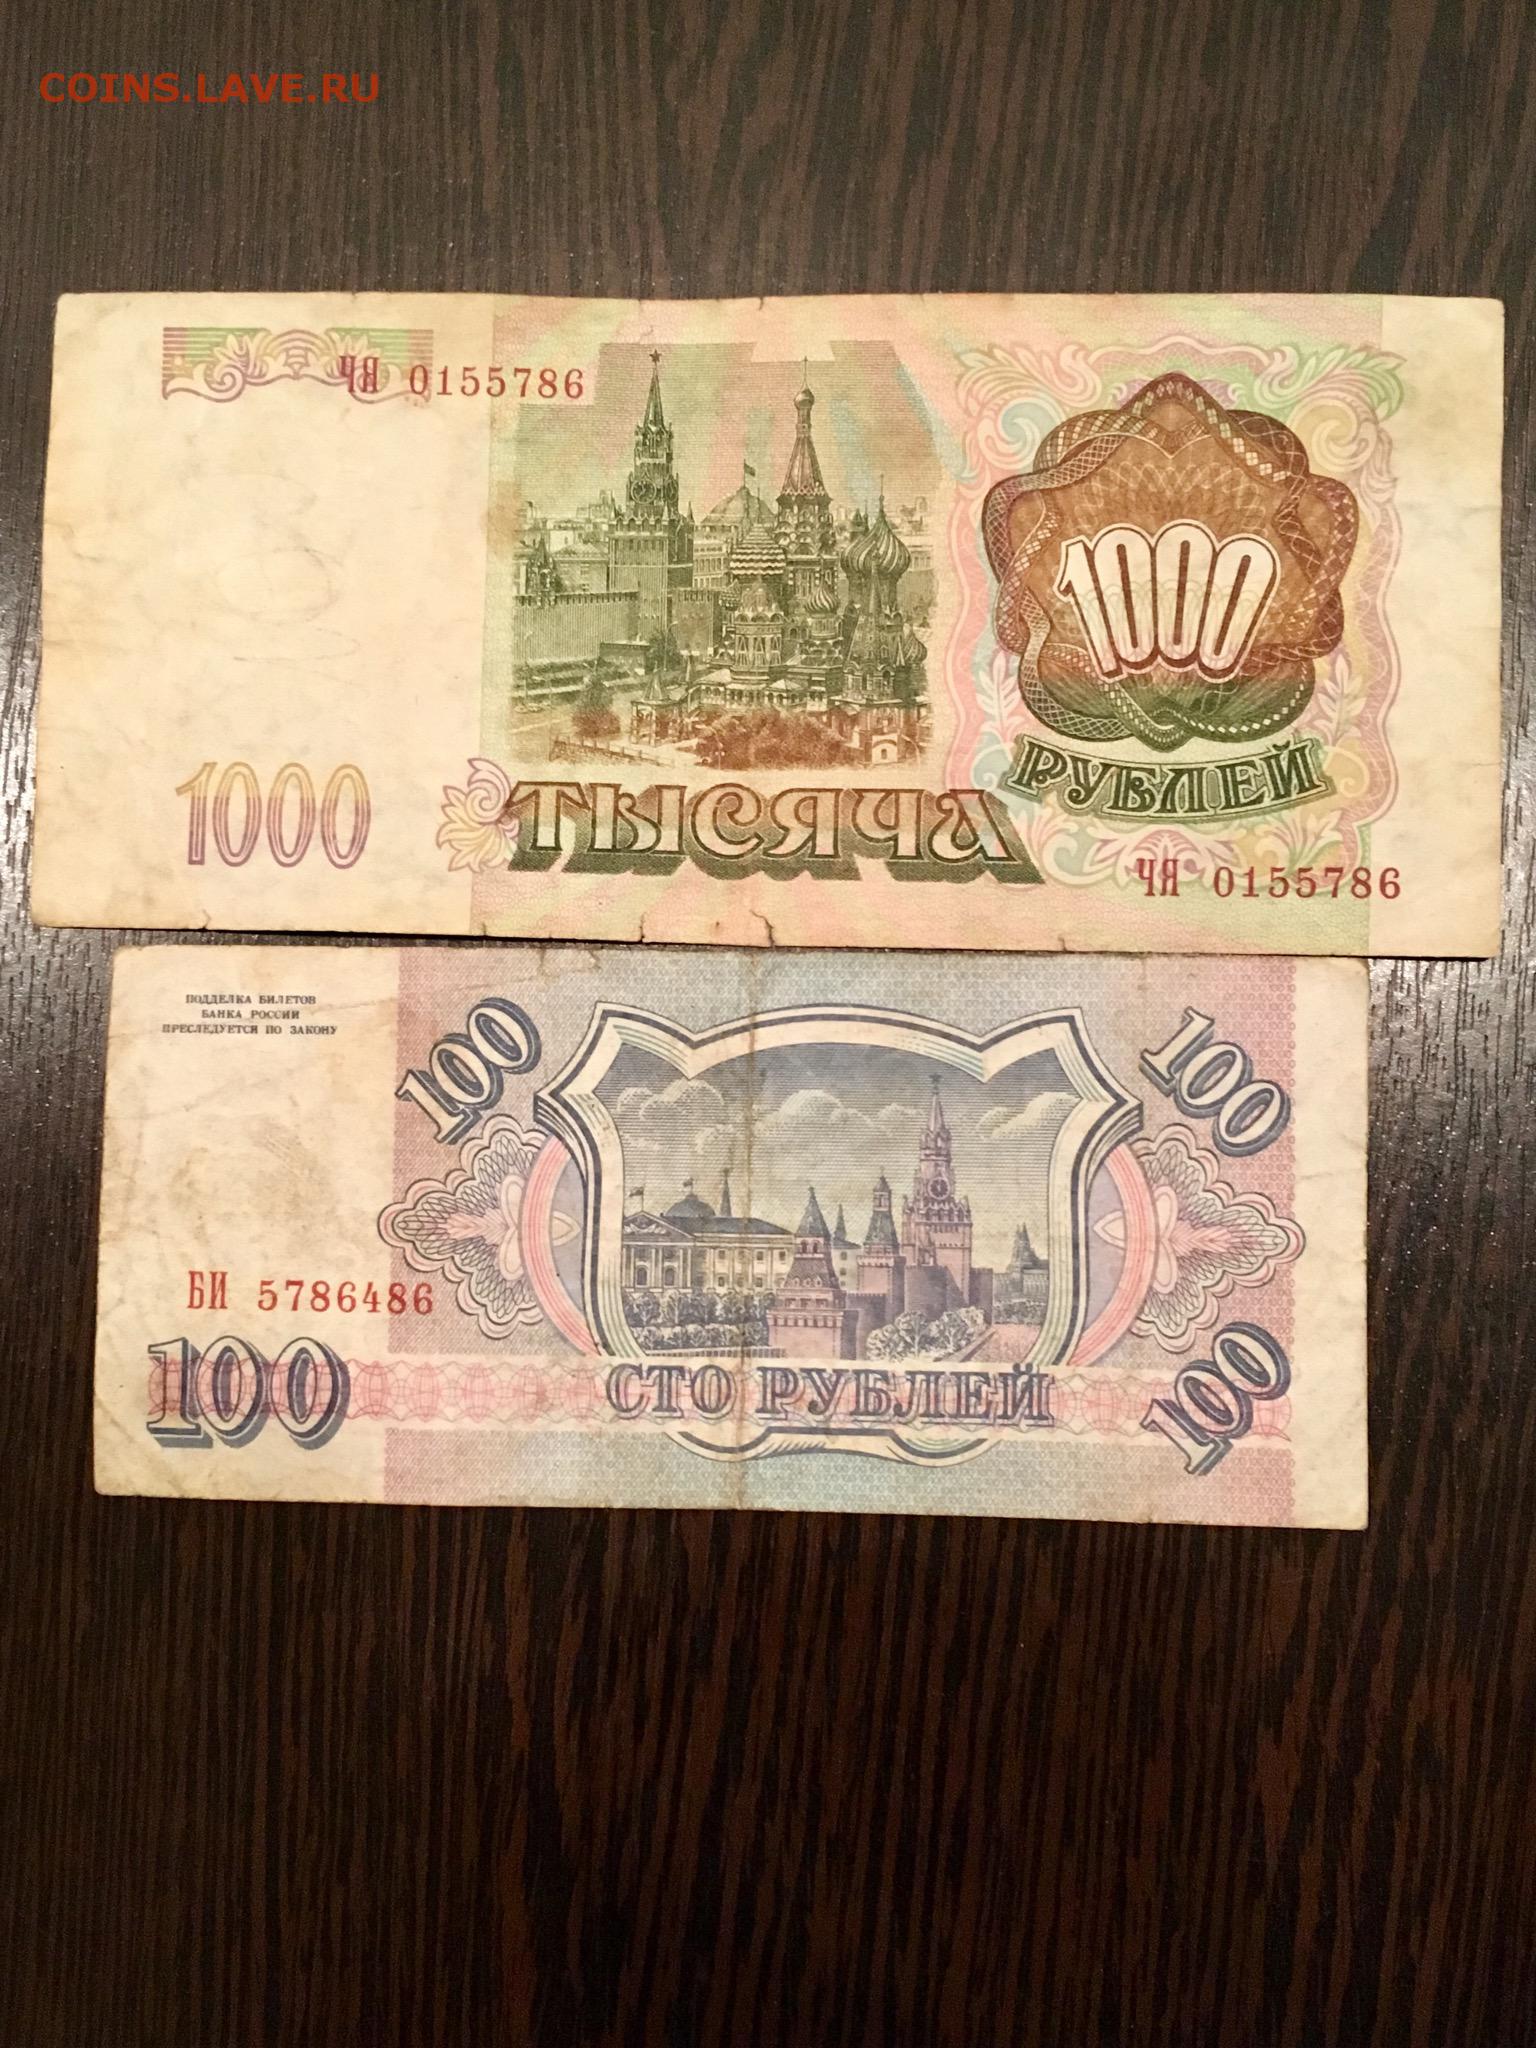 COINS.LAVE.RU
ЧЯ 0155786
1000
РУБЛЕЙ
1000
ТЫСЯЧА
ЧЯ 0155786
ПОДДЕЛКА БИЛЕТОВ
БАНКА РОССИИ
ПРЕСЛЕДУЕТСЯ ПО ЗАКОНУ
100
100
БИ 5786486
100
СТО РУБЛЕЙ
100